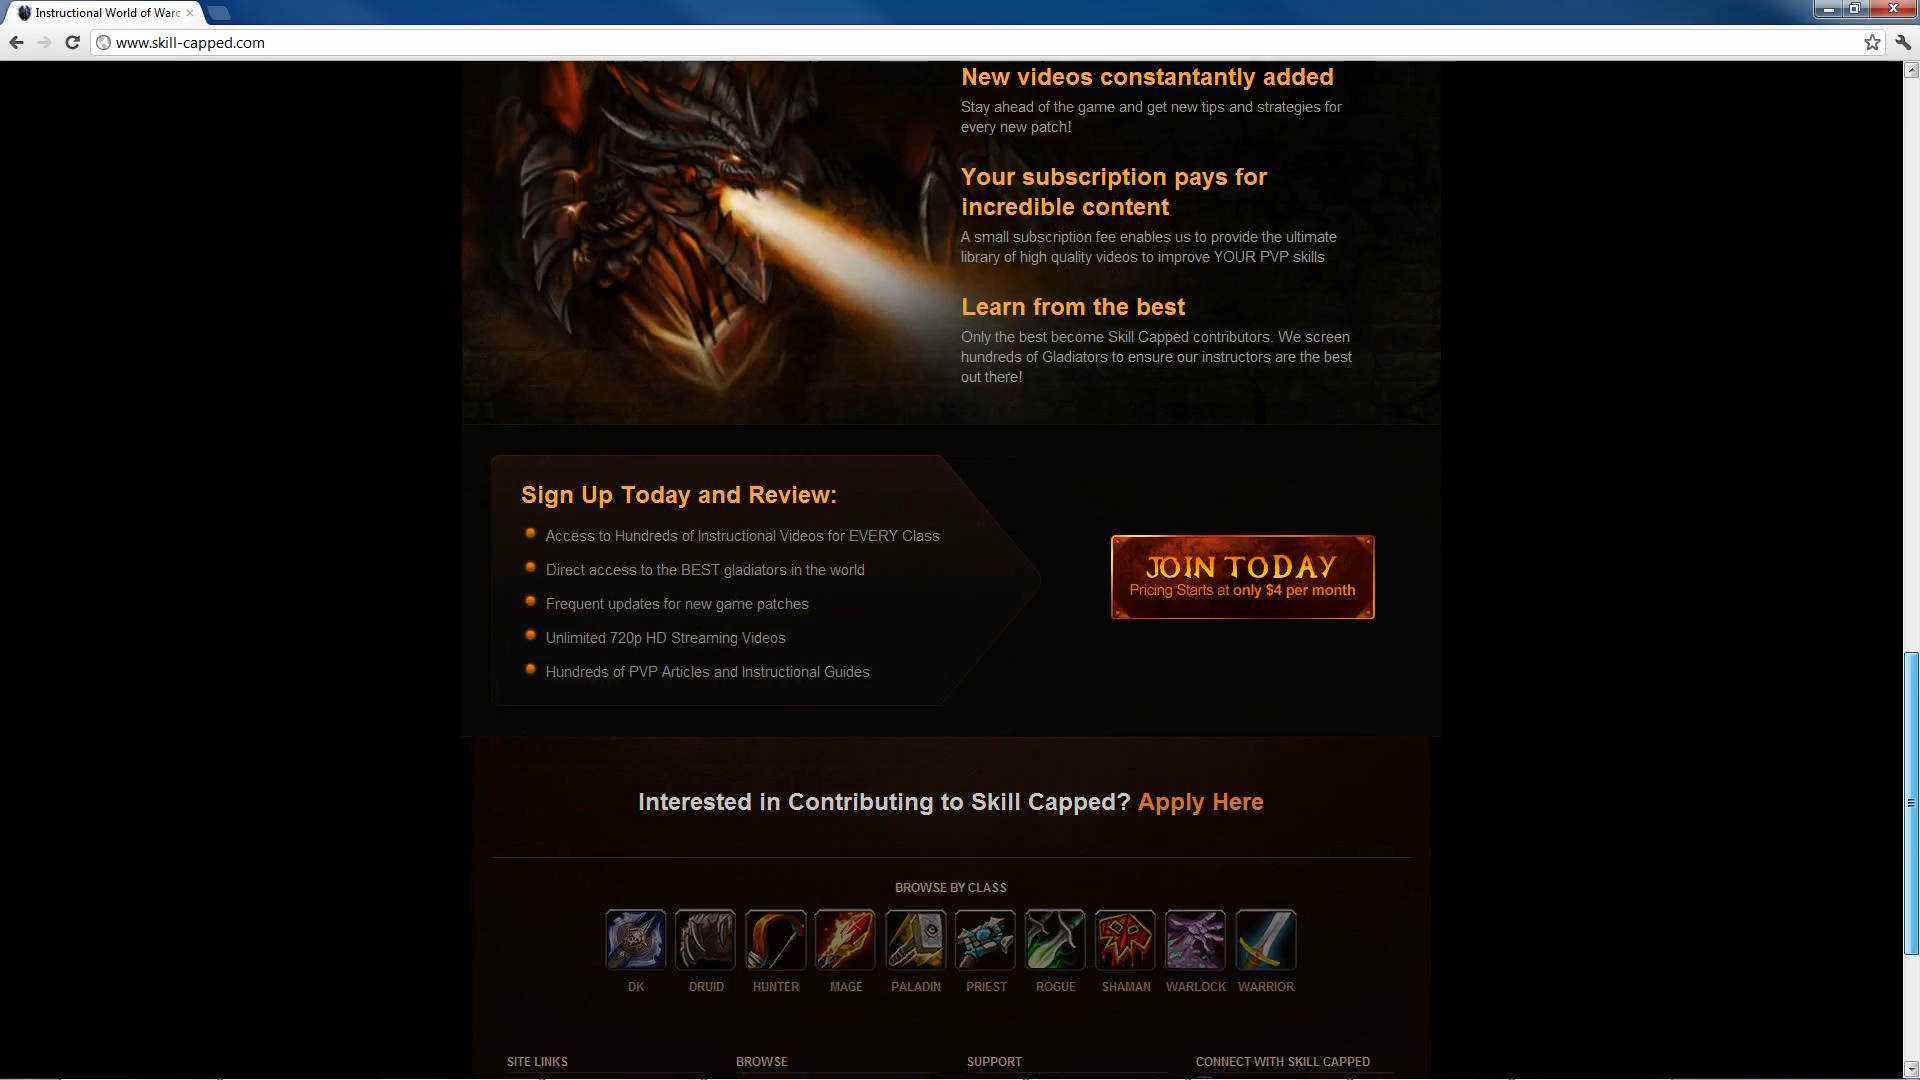 Instructional World of Warc
www.skill-capped.com
New videos constantantly added
Stay ahead of the game and get new tips and strategies for
every new patch!
Your subscription pays for
incredible content
A small subscription fee enables us to provide the ultimate
library of high quality videos to improve YOUR PVP skills
Learn from the best
Only the best become Skill Capped contributors. We screen
hundreds of Gladiators to ensure our instructors are the best
out there!
Sign Up Today and Review:
Access to Hundreds of Instructional Videos for EVERY Class
Direct access to the BEST gladiators in the world
Frequent updates for new game patches
Unlimited 720p HD Streaming Videos
Hundreds of PVP Articles and Instructional Guides
JOIN TODAY
Pricing Starts at only $4 per month
Interested in Contributing to Skill Capped? Apply Here
BROWSE BY CLASS
DK DRUID HUNTER MAGE PALADIN PRIEST ROGUE SHAMAN WARLOCK WARRIOR
SITE LINKS BROWSE SUPPORT CONNECT WITH SKILL CAPPED